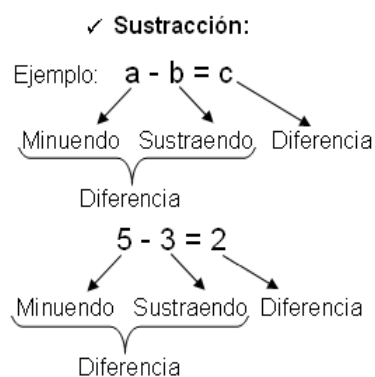 ✓ Sustracción:
Ejemplo: a - b = c
Minuendo Sustraendo Diferencia
Diferencia
5 - 3 = 2
Minuendo Sustraendo Diferencia
Diferencia